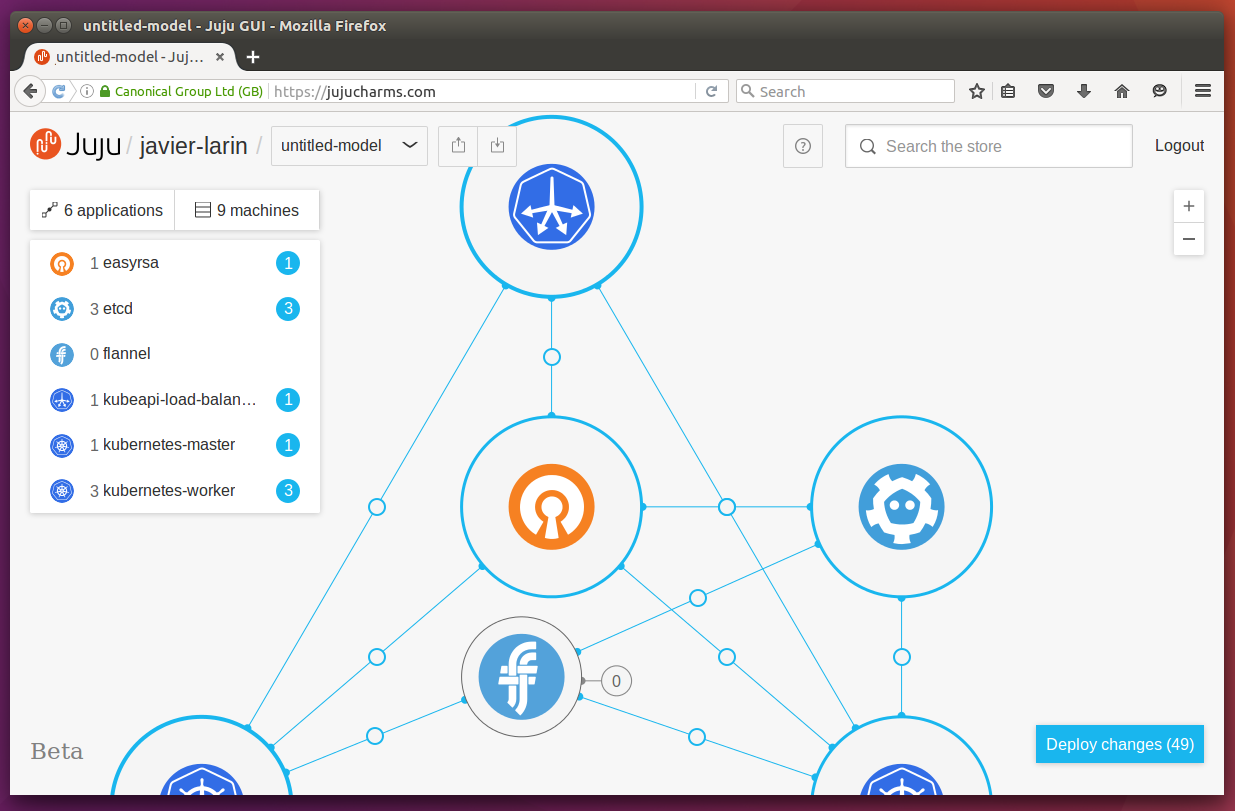 untitled-model - Juju GUI - Mozilla Firefox
untitled-model - Juj...
Canonical Group Ltd (GB) https://jujucharms.com Search
Juju / javier-larin / untitled-model Search the store Logout
6 applications 9 machines
1 easyrsa 1
3 etcd 3
0 flannel
1 kubeapi-load-balan... 1
1 kubernetes-master 1
3 kubernetes-worker 3
0
Beta
Deploy changes (49)